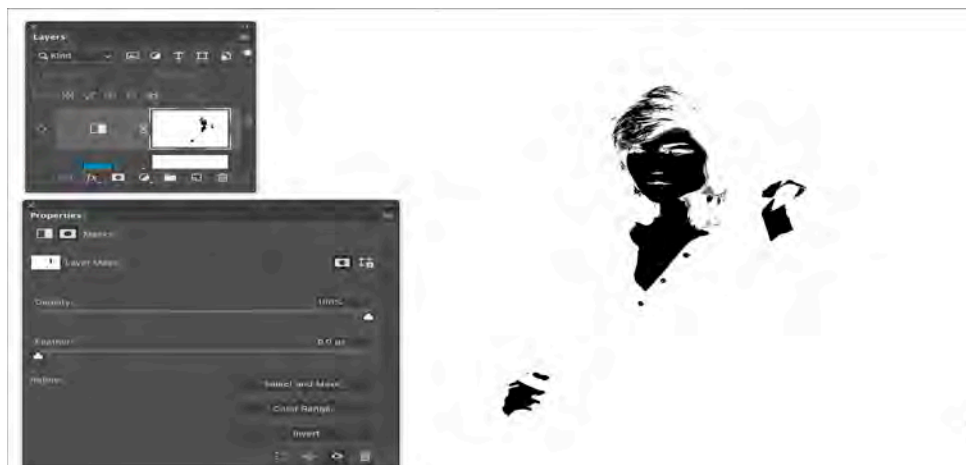 Layers
Kind
fx
Properties
Masks
Layer Mask
Density:
100%
Feather:
0.0 px
Refine:
Select and Mask...
Color Range...
Invert